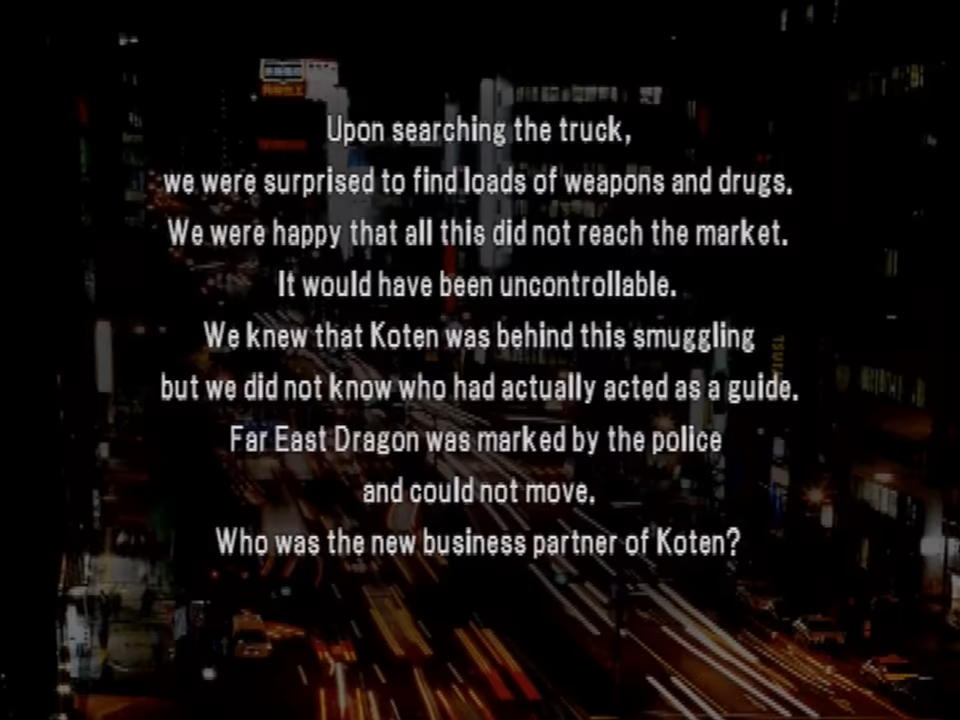 Upon searching the truck,
we were surprised to find loads of weapons and drugs.
We were happy that all this did not reach the market.
It would have been uncontrollable.
We knew that Koten was behind this smuggling
but we did not know who had actually acted as a guide.
Far East Dragon was marked by the police
and could not move.
Who was the new business partner of Koten?